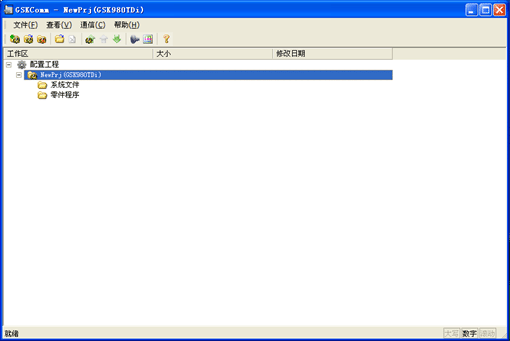 GSKComm - NewPrj(GSK980TDi)
文件(F) 查看(V) 通信(C) 帮助(H)
工作区 大小 修改日期
配置工程
NewPrj(GSK980TDi)
系统文件
零件程序
就绪 大写 数字 滚动